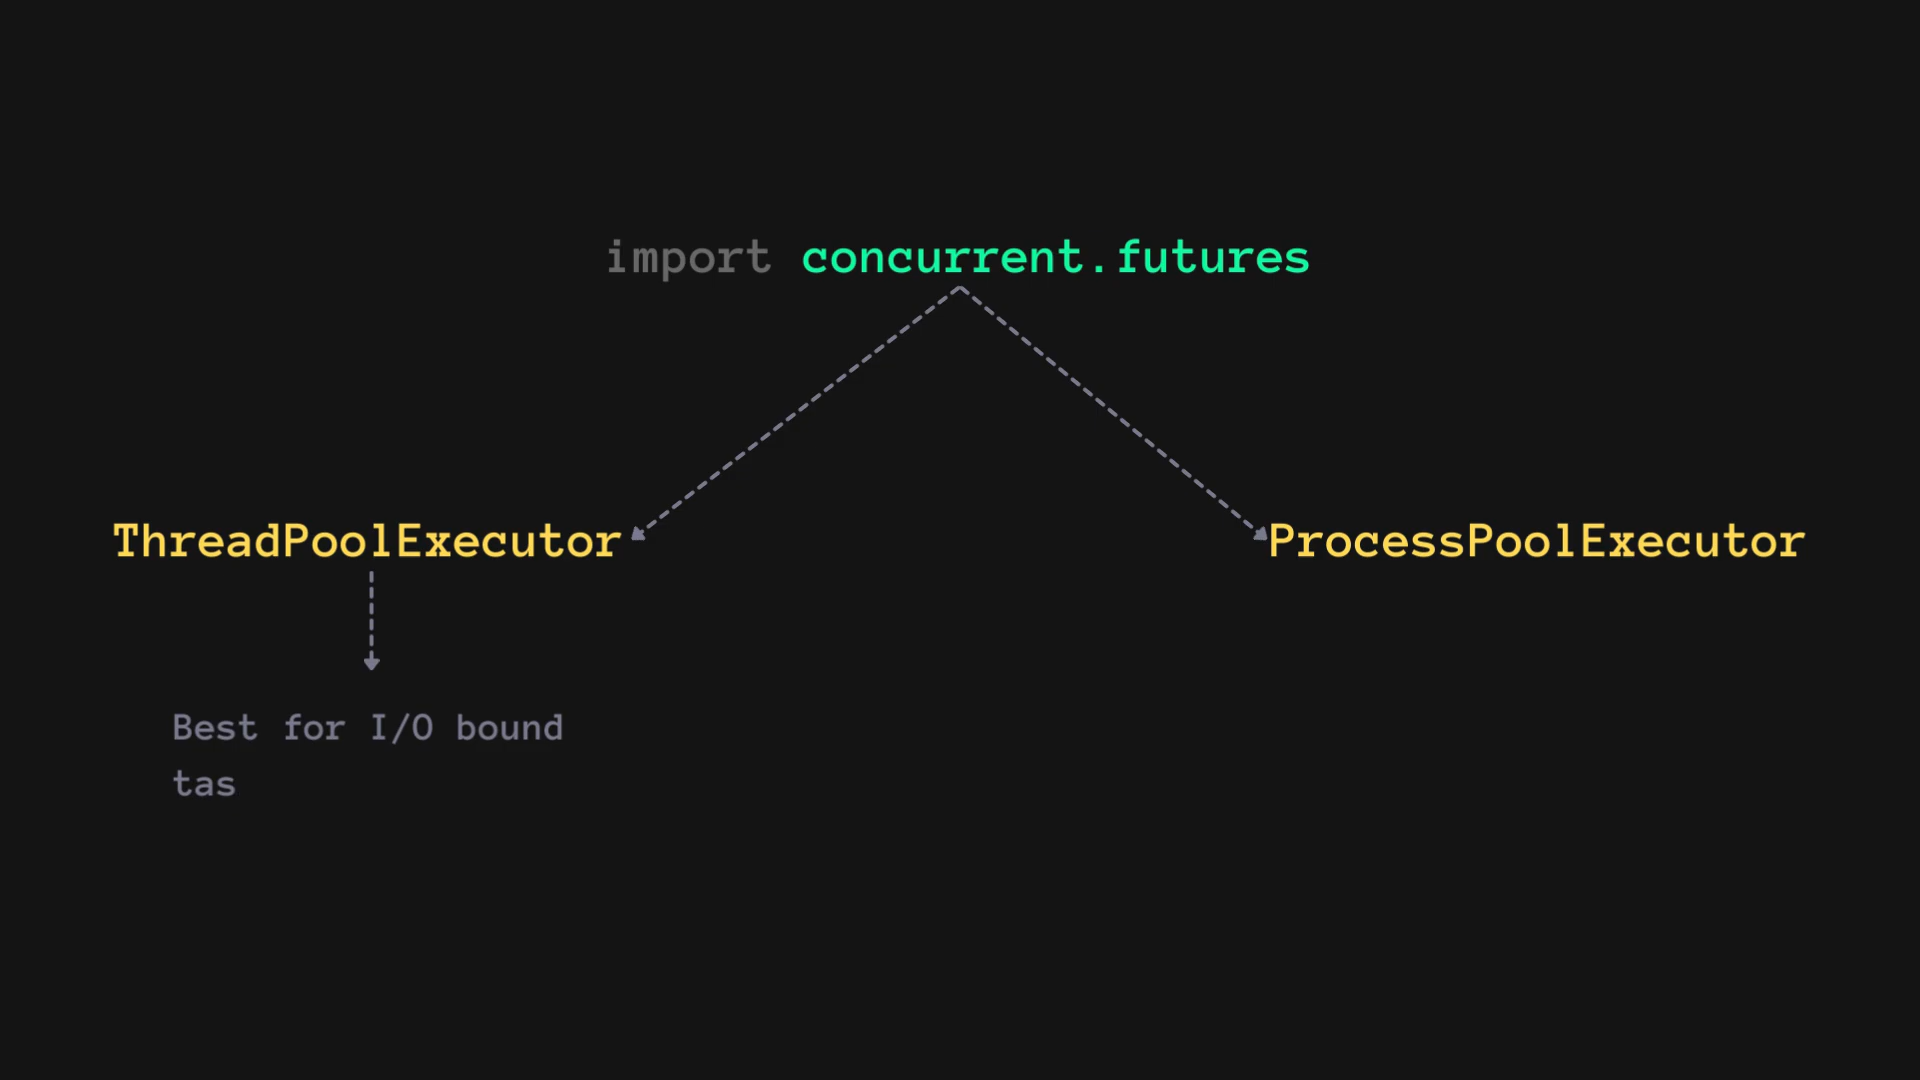 import concurrent.futures
ThreadPoolExecutor
ProcessPoolExecutor
Best for I/O bound
tas